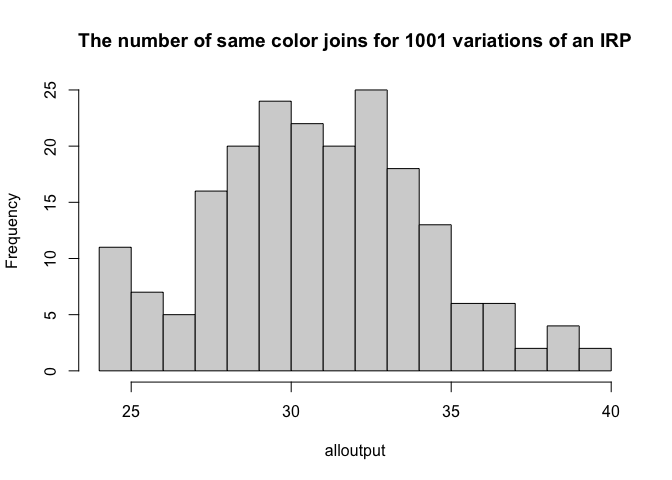 The number of same color joins for 1001 variations of an IRP
Frequency
25
20
15
10
5
0
25 30 35 40
alloutput